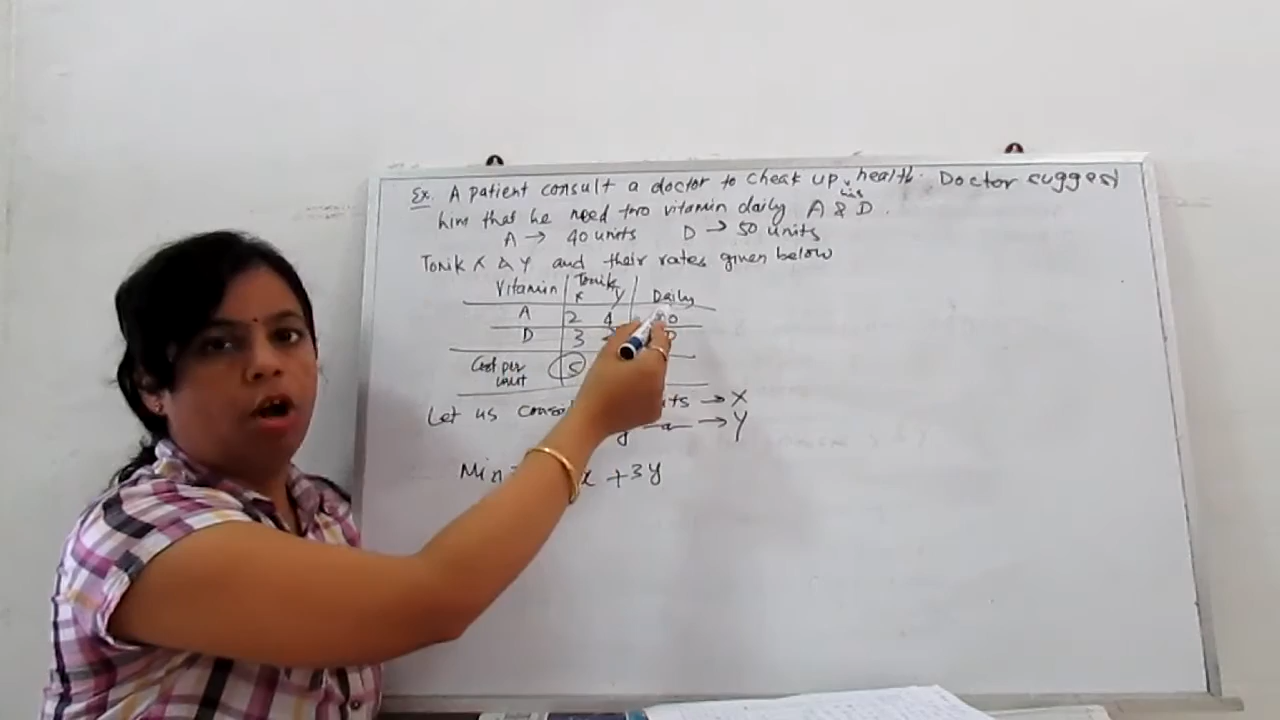 Ex. A patient consult a doctor to cheak up his health. Doctor suggest
him that he need two vitamin daily A & D.
A → 40 units D → 50 units
Tonik X & Y and their rates given below
Vitamin Tonik Daily
x y
A 2 4
D 3
Cost per unit 5
Let us → X
y → Y
Min x + 3y